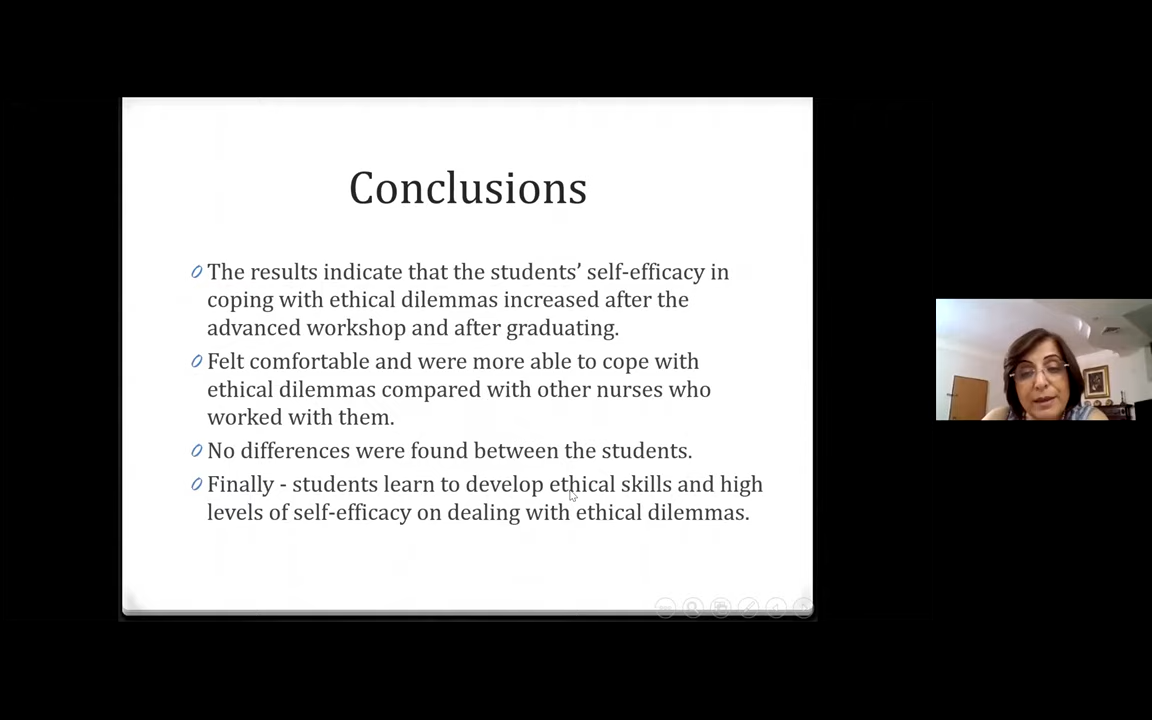 Conclusions
The results indicate that the students’ self-efficacy in
coping with ethical dilemmas increased after the
advanced workshop and after graduating.
Felt comfortable and were more able to cope with
ethical dilemmas compared with other nurses who
worked with them.
No differences were found between the students.
Finally - students learn to develop ethical skills and high
levels of self-efficacy on dealing with ethical dilemmas.